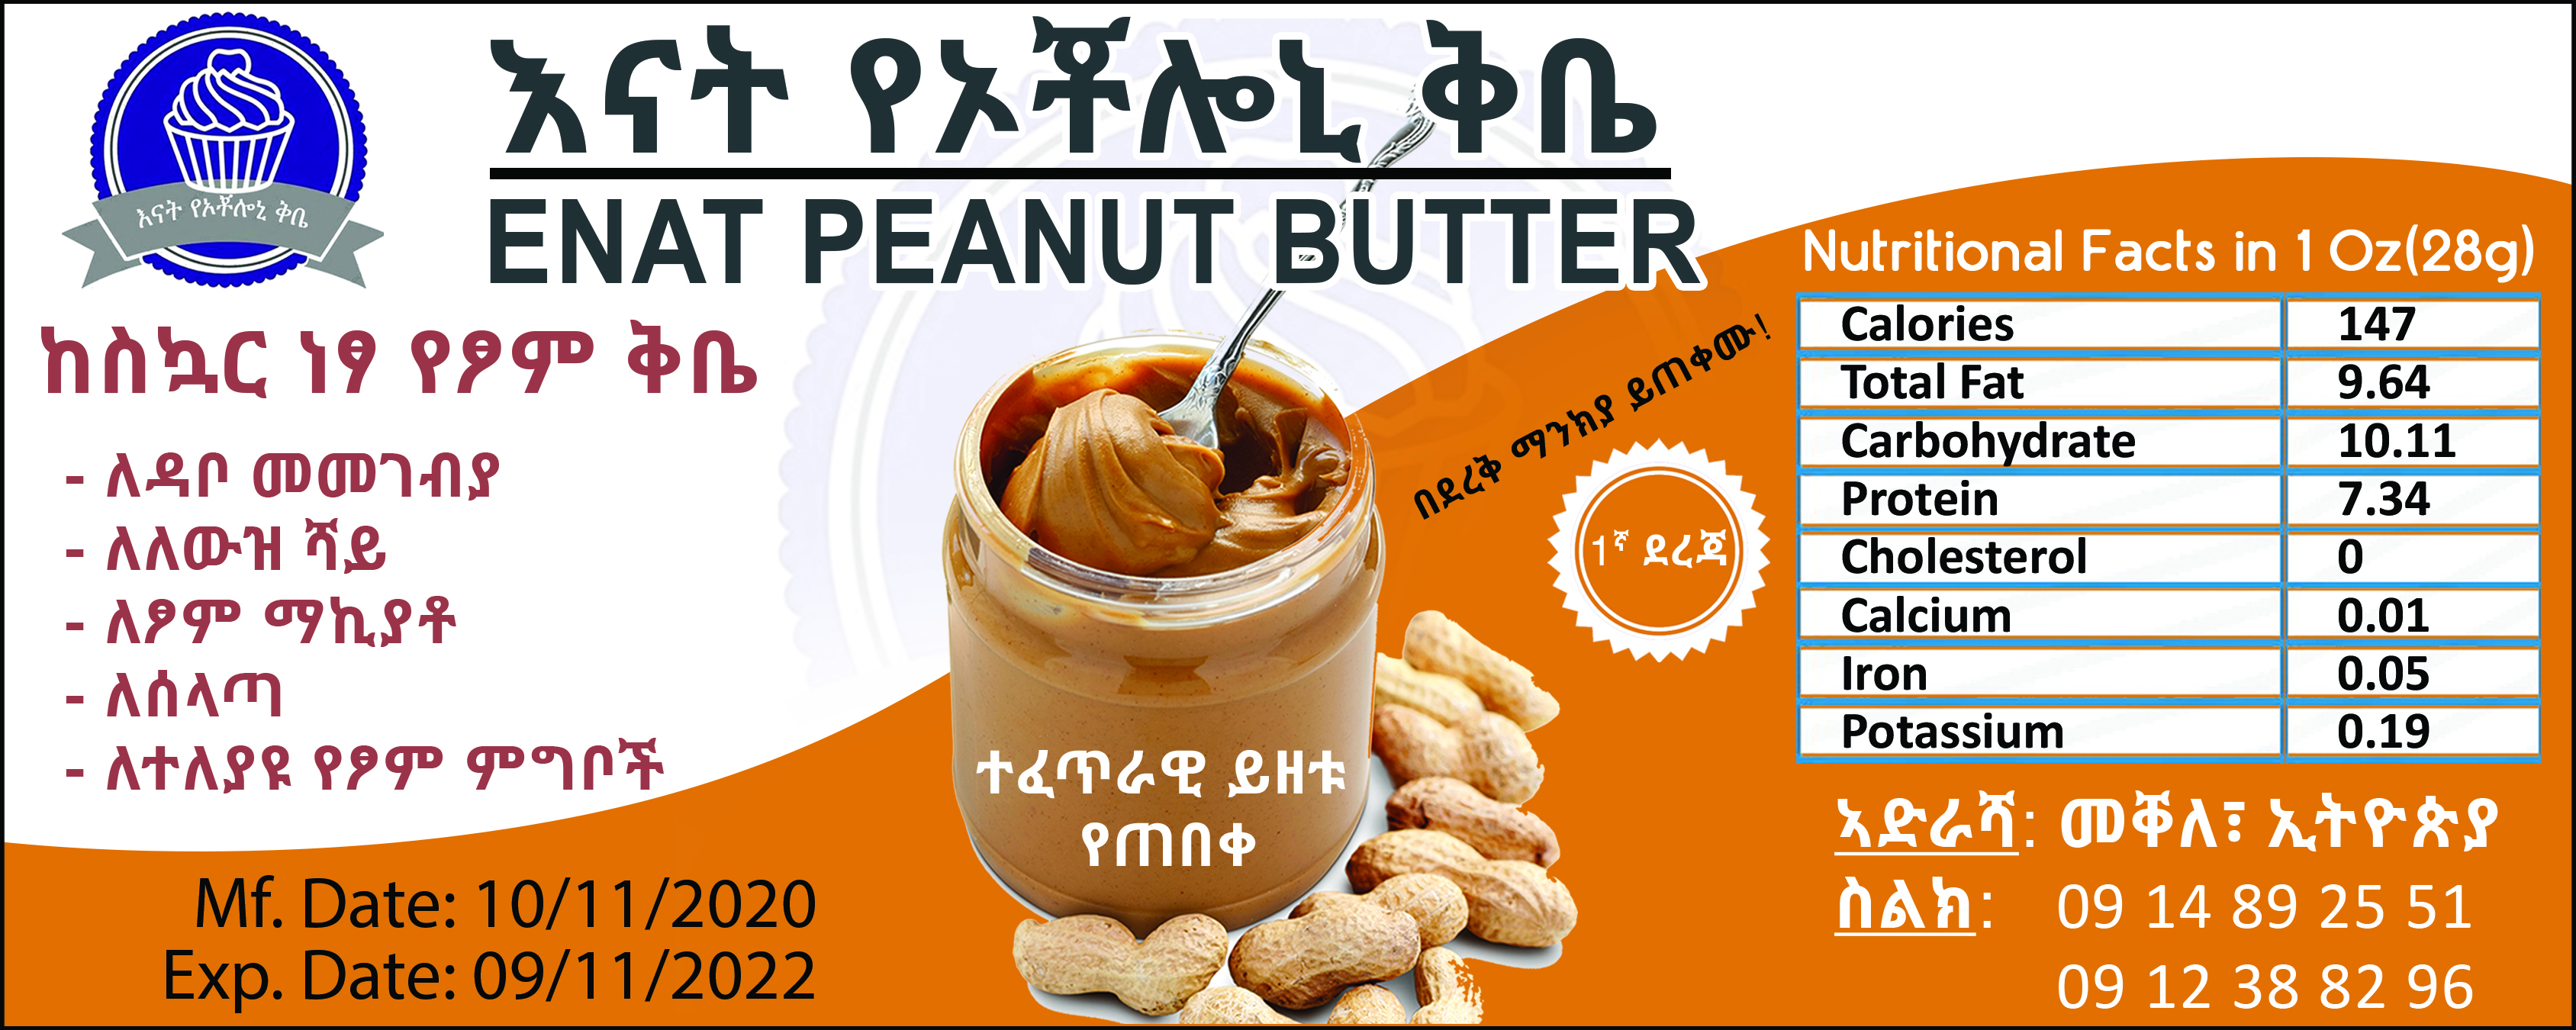 እናት የኦቾሎኒ ቅቤ
እናት የኦቾሎኒ ቅቤ
ENAT PEANUT BUTTER
ከስኳር ነፃ የፆም ቅቤ
- ለዳቦ መመገብያ
- ለለውዝ ሻይ
- ለፆም ማኪያቶ
- ለሰላጣ
- ለተለያዩ የፆም ምግቦች
Mf. Date: 10/11/2020
Exp. Date: 09/11/2022
በደረቅ ማንክያ ይጠቀሙ!
1ኛ ደረጃ
ተፈጥራዊ ይዘቱ
የጠበቀ
Nutritional Facts in 1 Oz(28g)
Calories 147
Total Fat 9.64
Carbohydrate 10.11
Protein 7.34
Cholesterol 0
Calcium 0.01
Iron 0.05
Potassium 0.19
ኣድራሻ: መቐለ፣ ኢትዮጵያ
ስልክ: 09 14 89 25 51
09 12 38 82 96